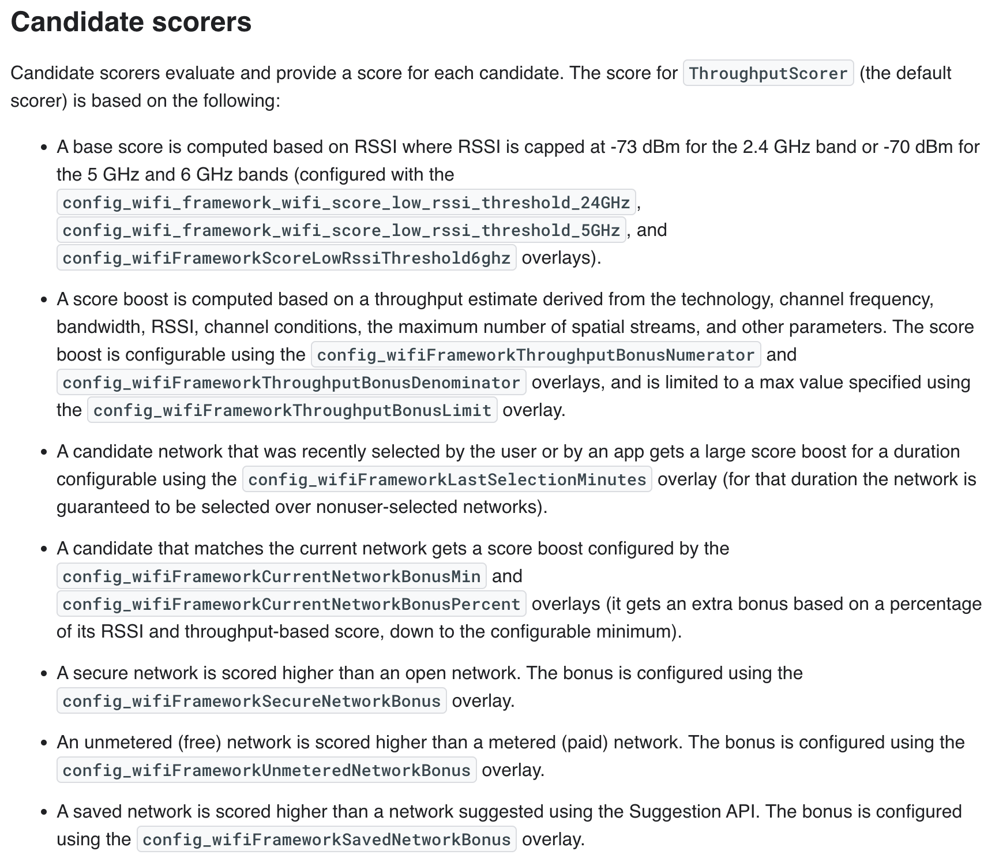 Candidate scorers
Candidate scorers evaluate and provide a score for each candidate. The score for ThroughputScorer (the default
scorer) is based on the following:
• A base score is computed based on RSSI where RSSI is capped at -73 dBm for the 2.4 GHz band or -70 dBm for
the 5 GHz and 6 GHz bands (configured with the
config_wifi_framework_wifi_score_low_rssi_threshold_24GHz,
config_wifi_framework_wifi_score_low_rssi_threshold_5GHz, and
config_wifiFrameworkScoreLowRssiThreshold6ghz overlays).
• A score boost is computed based on a throughput estimate derived from the technology, channel frequency,
bandwidth, RSSI, channel conditions, the maximum number of spatial streams, and other parameters. The score
boost is configurable using the config_wifiFrameworkThroughputBonusNumerator and
config_wifiFrameworkThroughputBonusDenominator overlays, and is limited to a max value specified using
the config_wifiFrameworkThroughputBonusLimit overlay.
• A candidate network that was recently selected by the user or by an app gets a large score boost for a duration
configurable using the config_wifiFrameworkLastSelectionMinutes overlay (for that duration the network is
guaranteed to be selected over nonuser-selected networks).
• A candidate that matches the current network gets a score boost configured by the
config_wifiFrameworkCurrentNetworkBonusMin and
config_wifiFrameworkCurrentNetworkBonusPercent overlays (it gets an extra bonus based on a percentage
of its RSSI and throughput-based score, down to the configurable minimum).
• A secure network is scored higher than an open network. The bonus is configured using the
config_wifiFrameworkSecureNetworkBonus overlay.
• An unmetered (free) network is scored higher than a metered (paid) network. The bonus is configured using the
config_wifiFrameworkUnmeteredNetworkBonus overlay.
• A saved network is scored higher than a network suggested using the Suggestion API. The bonus is configured
using the config_wifiFrameworkSavedNetworkBonus overlay.